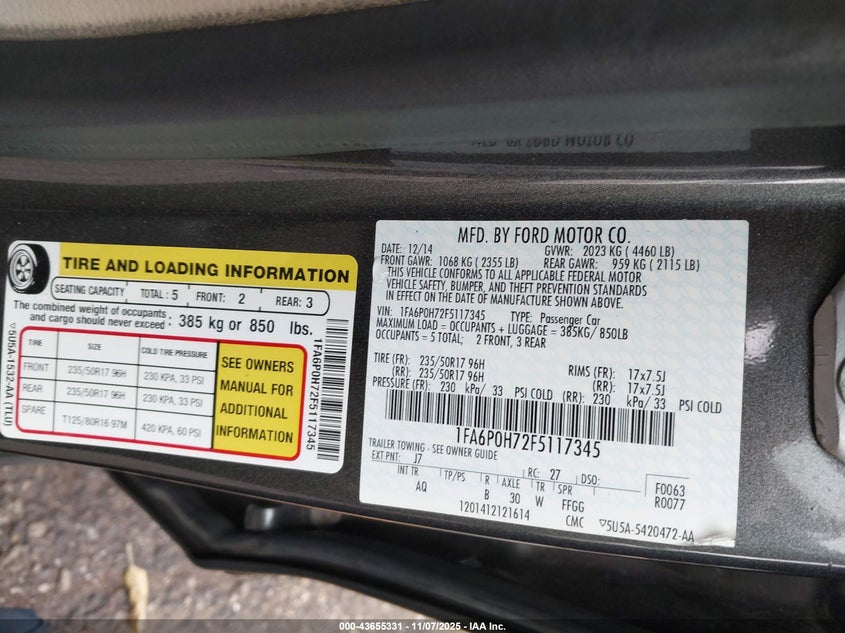 TIRE AND LOADING INFORMATION
SEATING CAPACITY TOTAL : 5 FRONT: 2 REAR: 3
The combined weight of occupants and cargo should never exceed : 385 kg or 850 lbs.
TIRE SIZE COLD TIRE PRESSURE
FRONT 235/50R17 96H 230 KPA, 33 PSI
REAR 235/50R17 96H 230 KPA, 33 PSI
SPARE T125/80R16 97M 420 KPA, 60 PSI
SEE OWNERS
MANUAL FOR
ADDITIONAL
INFORMATION
5U5A-1532-AA (TLU)
1FA6P0H72F5117345
MFD. BY FORD MOTOR CO.
DATE: 12/14 GVWR: 2023 KG ( 4460 LB)
FRONT GAWR: 1068 KG ( 2355 LB) REAR GAWR: 959 KG ( 2115 LB)
THIS VEHICLE CONFORMS TO ALL APPLICABLE FEDERAL MOTOR
VEHICLE SAFETY, BUMPER, AND THEFT PREVENTION STANDARDS
IN EFFECT ON THE DATE OF MANUFACTURE SHOWN ABOVE.
VIN: 1FA6P0H72F5117345 TYPE: Passenger Car
MAXIMUM LOAD = OCCUPANTS + LUGGAGE = 385KG/ 850LB
OCCUPANTS = 5 TOTAL; 2 FRONT, 3 REAR
TIRE (FR): 235/50R17 96H RIMS (FR): 17x7.5J
(RR): 235/50R17 96H (RR): 17x7.5J
PRESSURE (FR): 230 kPa/ 33 PSI COLD (RR): 230 kPa/33 PSI COLD
1FA6P0H72F5117345
TRAILER TOWING - SEE OWNER GUIDE
EXT PNT: J7 RC: 27 DSO: F0063
R0077
INT TR TP/PS R AXLE TR SPR
AQ B 30 W FFGG
1201412121614 CMC 5U5A-5420472-AA
000-43655331 - 11/07/2025 - IAA Inc.